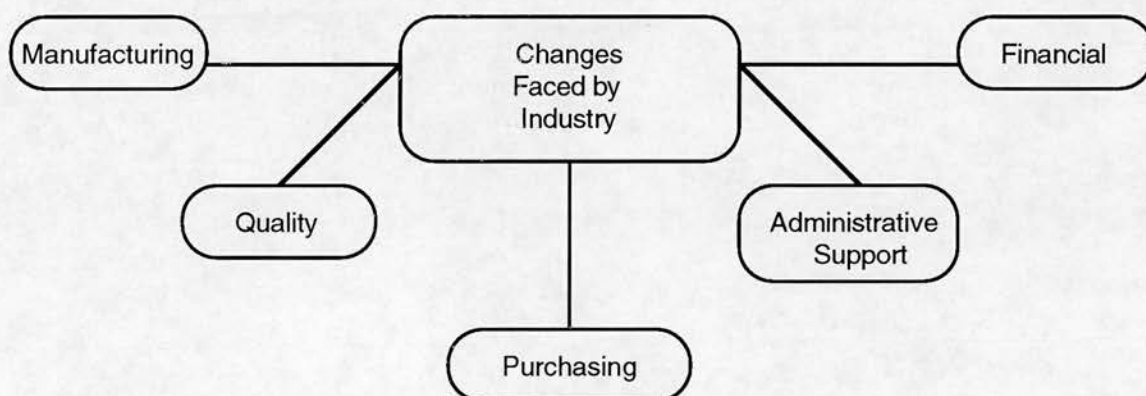 Manufacturing
Changes
Faced by
Industry
Financial
Quality
Administrative
Support
Purchasing